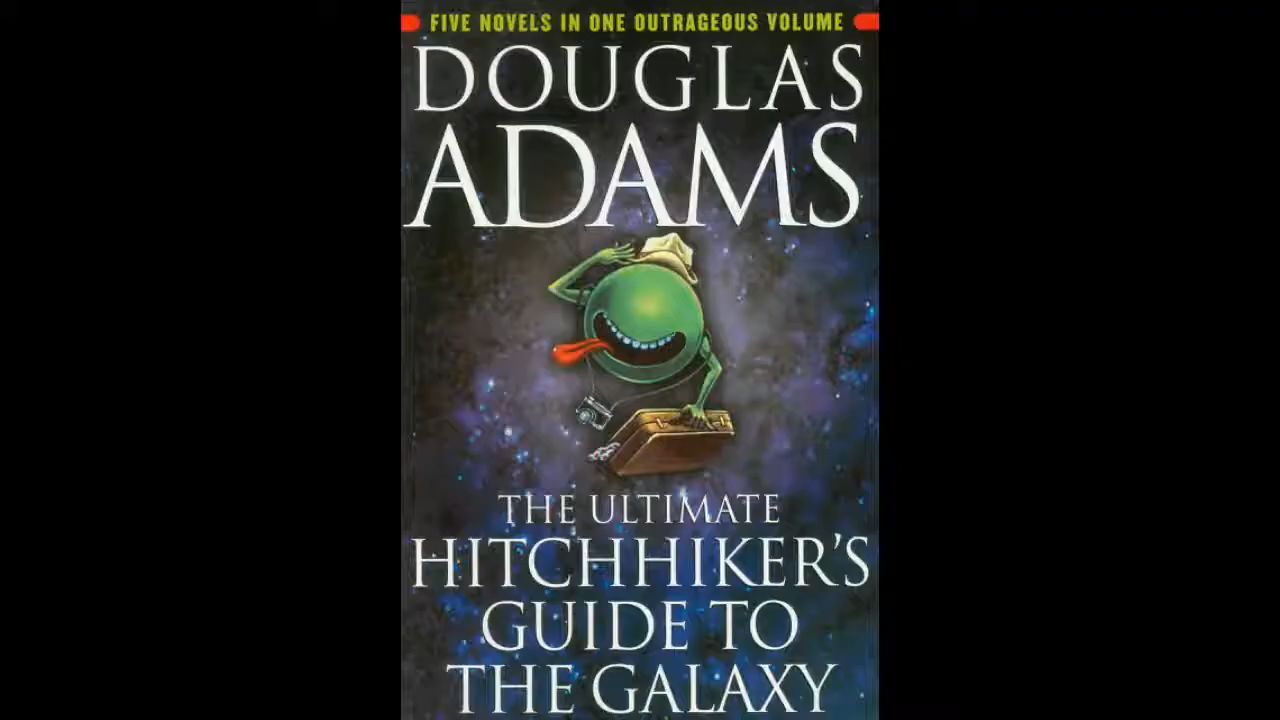 FIVE NOVELS IN ONE OUTRAGEOUS VOLUME
DOUGLAS
ADAMS
THE ULTIMATE
HITCHHIKER'S
GUIDE TO
THE GALAXY